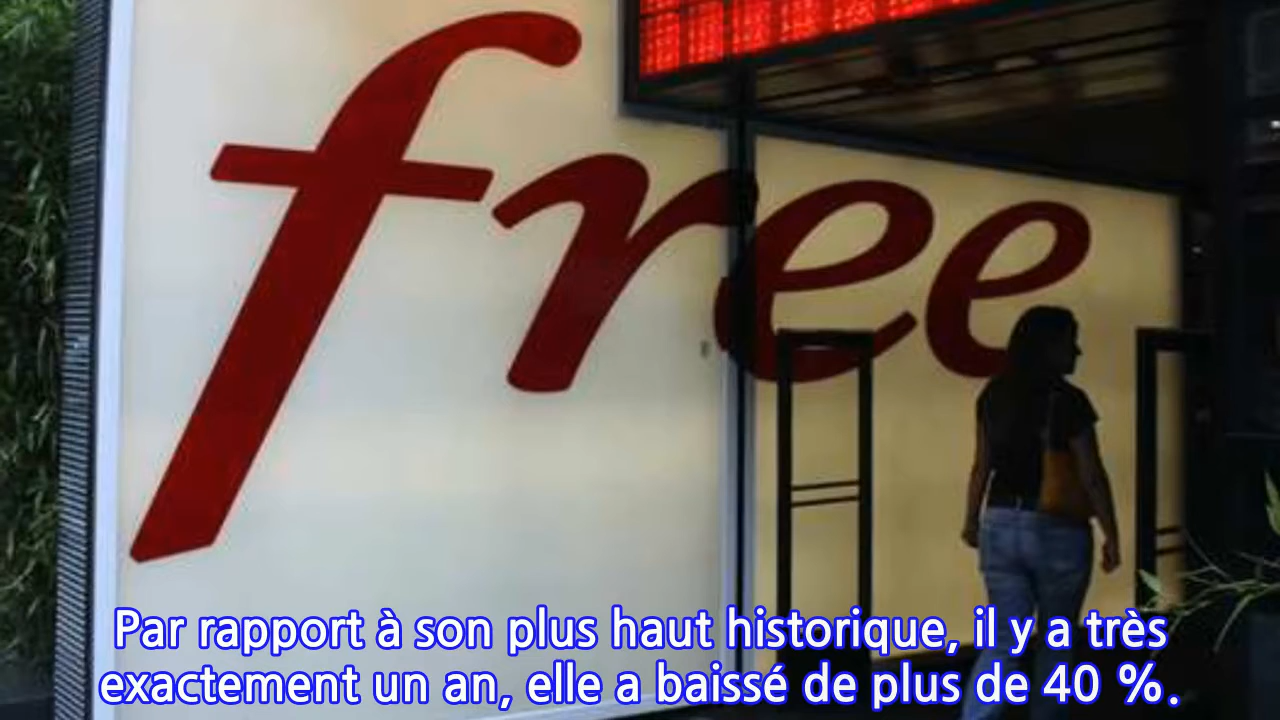 free
Par rapport à son plus haut historique, il y a très
exactement un an, elle a baissé de plus de 40 %.